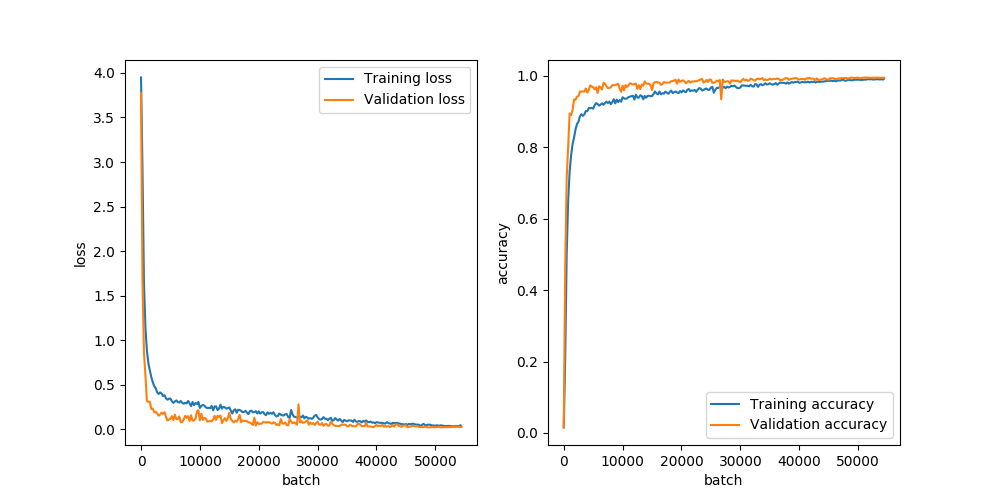 4.0
3.5
3.0
2.5
2.0
1.5
1.0
0.5
0.0
loss
0 10000 20000 30000 40000 50000
batch
Training loss
Validation loss
1.0
0.8
0.6
0.4
0.2
0.0
accuracy
0 10000 20000 30000 40000 50000
batch
Training accuracy
Validation accuracy